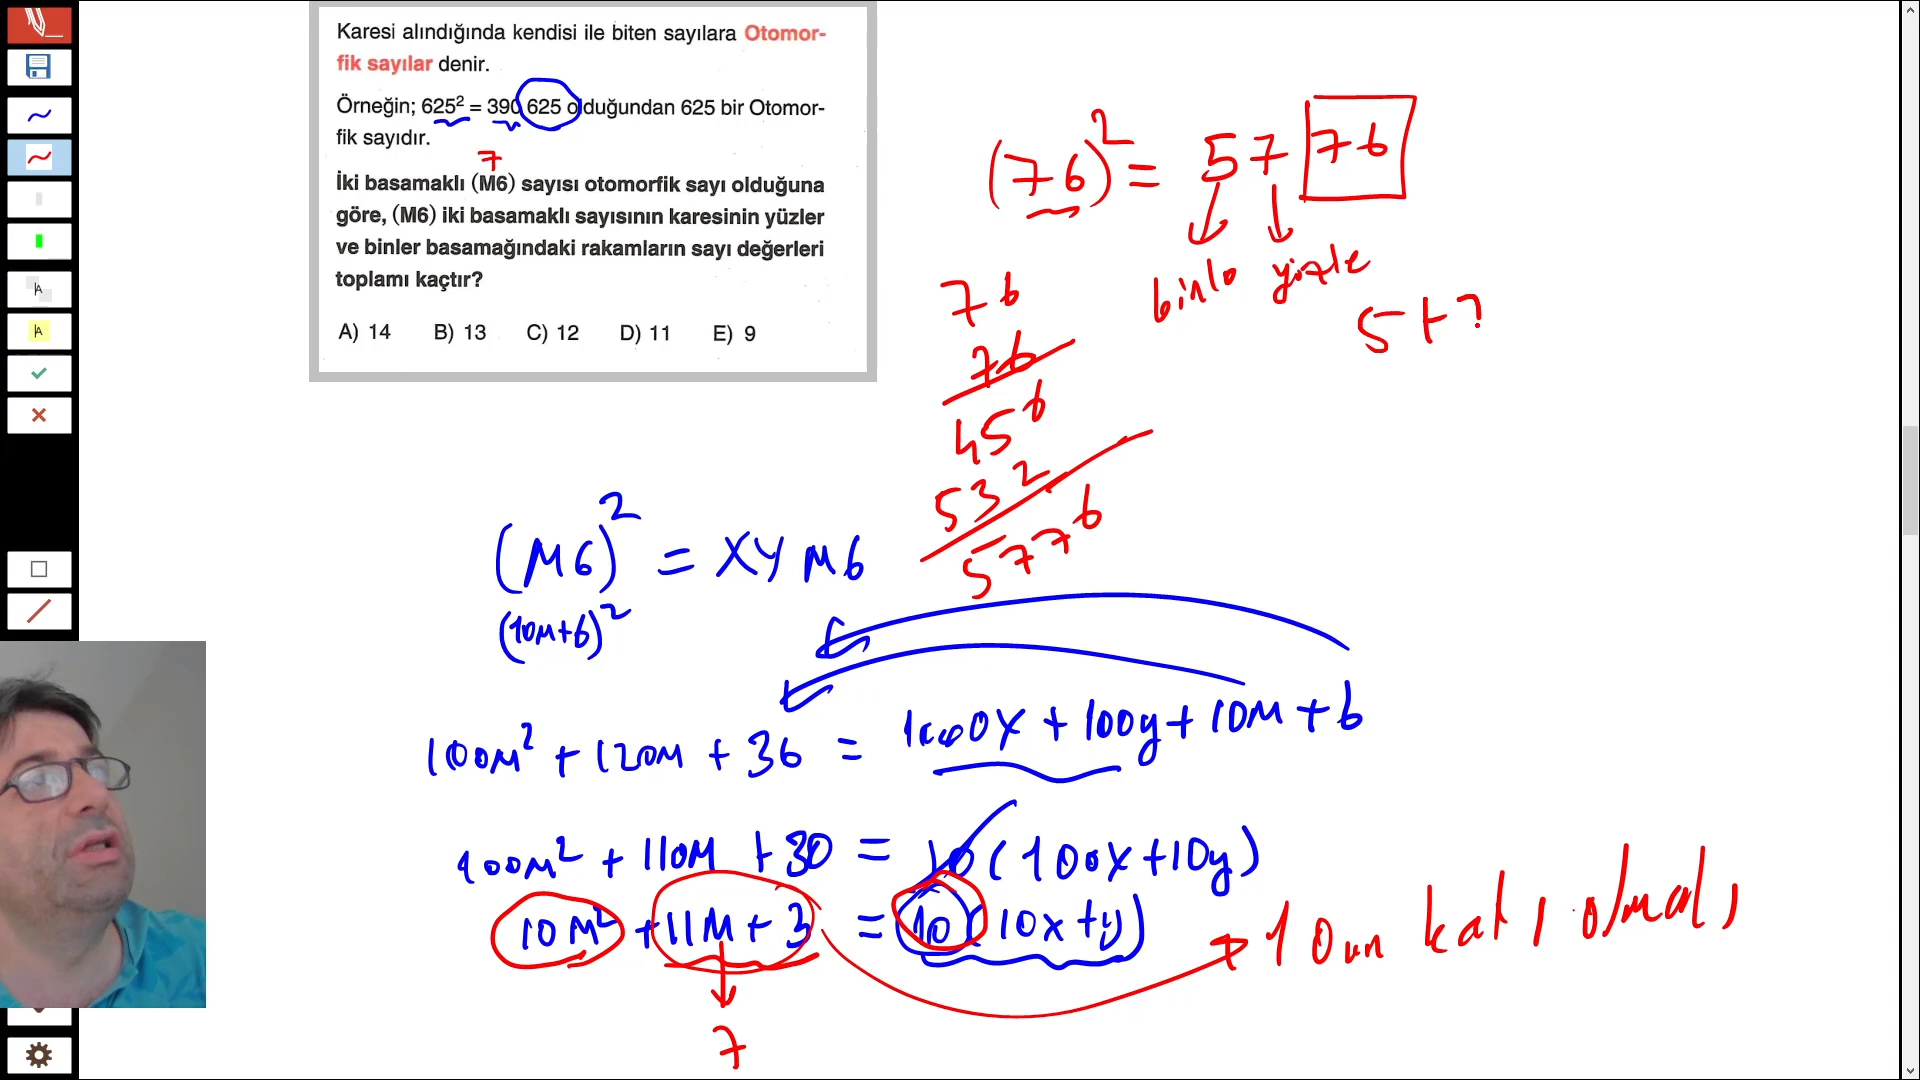 Karesi alındığında kendisi ile biten sayılara Otomor-
fik sayılar denir.
Örneğin; 625² = 390 625 olduğundan 625 bir Otomor-
fik sayıdır.
7
İki basamaklı (M6) sayısı otomorfik sayı olduğuna
göre, (M6) iki basamaklı sayısının karesinin yüzler
ve binler basamağındaki rakamların sayı değerleri
toplamı kaçtır?
A) 14 B) 13 C) 12 D) 11 E) 9
(76)² = 57 76
binle yüzle
5+?
76
76
456
532
5776
(M6)² = XYM6
(10M+6)²
100M² + 120M + 36 = 1000X + 100y + 10M + 6
100M² + 110M + 30 = 10(100X + 10y)
10M² + 11M + 3 = 10(10X + y)
10un katı olmalı
7